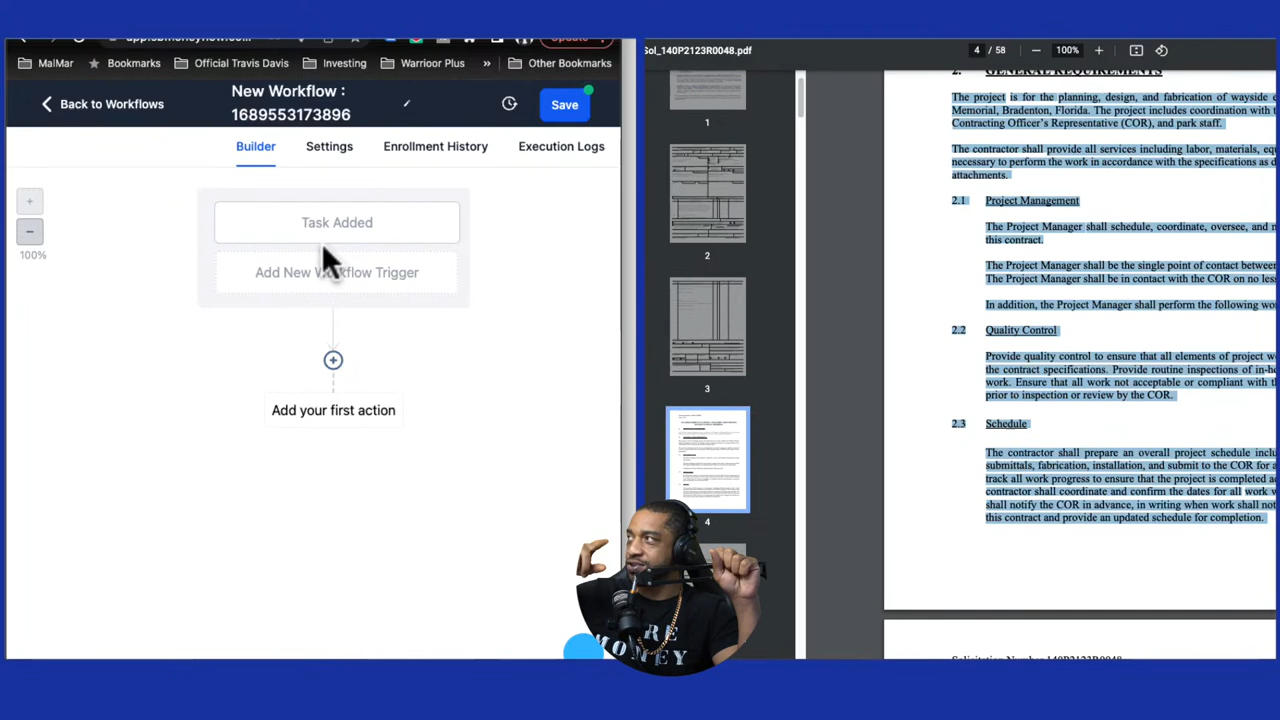 Update
MalMar
Bookmarks
Official Travis Davis
Investing
Warrioor Plus
»
Other Bookmarks
Back to Workflows
New Workflow :
1689553173896
Save
Builder
Settings
Enrollment History
Execution Logs
100%
Task Added
Add New Workflow Trigger
Add your first action
Sol_140P2123R0048.pdf
4 / 58
100%
1
2
3
4
2. GENERAL REQUIREMENTS
The project is for the planning, design, and fabrication of wayside
Memorial, Bradenton, Florida. The project includes coordination with
Contracting Officer's Representative (COR), and park staff.
The contractor shall provide all services including labor, materials,
necessary to perform the work in accordance with the specifications as
attachments.
2.1 Project Management
The Project Manager shall schedule, coordinate, oversee, and
this contract.
The Project Manager shall be the single point of contact between
The Project Manager shall be in contact with the COR on no less
In addition, the Project Manager shall perform the following
2.2 Quality Control
Provide quality control to ensure that all elements of project
the contract specifications. Provide routine inspections of
work. Ensure that all work not acceptable or compliant with
prior to inspection or review by the COR.
2.3 Schedule
The contractor shall prepare an overall project schedule
submittals, fabrication, installation, and submit to the COR for
track all work progress to ensure that the project is completed
contractor shall coordinate and confirm the dates for all work
shall notify the COR in advance, in writing when work shall not
this contract and provide an updated schedule for completion.
Solicitation Number 140P2123R0048
MONEY